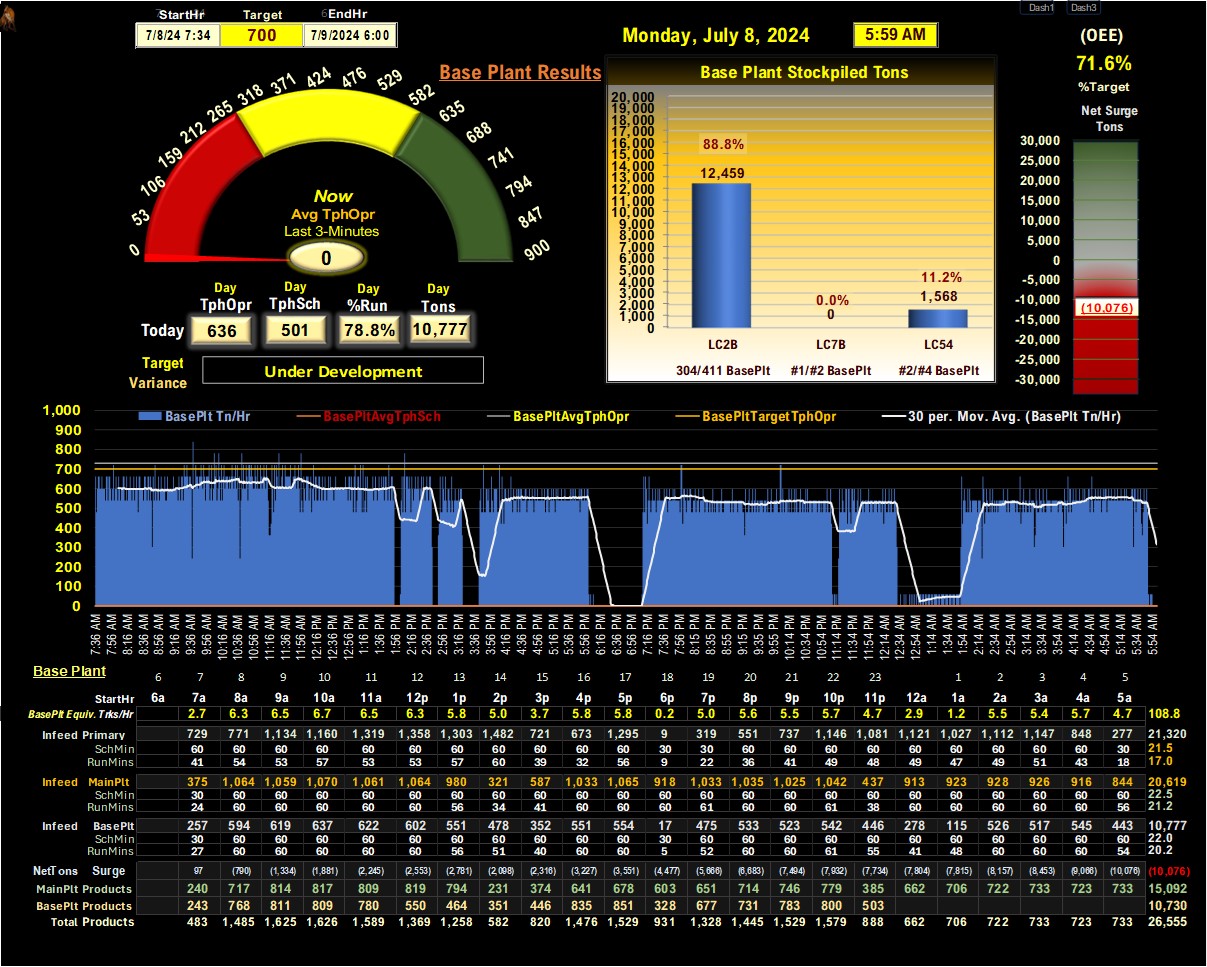 Dash1 Dash3
StartHr Target EndHr
7/8/24 7:34 700 7/9/2024 6:00
Monday, July 8, 2024 5:59 AM
(OEE)
71.6%
%Target
Net Surge
Tons
30,000
25,000
20,000
15,000
10,000
5,000
0
-5,000
-10,000
(10,076)
-15,000
-20,000
-25,000
-30,000
Base Plant Results
0 53 106 159 212 265 318 371 424 476 529 582 635 688 741 794 847 900
Now
Avg TphOpr
Last 3-Minutes
0
Day Day Day Day
TphOpr TphSch %Run Tons
Today 636 501 78.8% 10,777
Target
Variance
Under Development
Base Plant Stockpiled Tons
20,000
19,000
18,000
17,000
16,000
15,000
14,000
13,000
12,000
11,000
10,000
9,000
8,000
7,000
6,000
5,000
4,000
3,000
2,000
1,000
0
88.8%
12,459
0.0%
0
11.2%
1,568
LC2B LC7B LC54
304/411 BasePlt #1/#2 BasePlt #2/#4 BasePlt
BasePlt Tn/Hr BasePltAvgTphSch BasePltAvgTphOpr BasePltTargetTphOpr 30 per. Mov. Avg. (BasePlt Tn/Hr)
1,000
900
800
700
600
500
400
300
200
100
0
7:36 AM 7:56 AM 8:16 AM 8:36 AM 8:56 AM 9:16 AM 9:36 AM 9:56 AM 10:16 AM 10:36 AM 10:56 AM 11:16 AM 11:36 AM 11:56 AM 12:16 PM 12:36 PM 12:56 PM 1:16 PM 1:36 PM 1:56 PM 2:16 PM 2:36 PM 2:56 PM 3:16 PM 3:36 PM 3:56 PM 4:16 PM 4:36 PM 4:56 PM 5:16 PM 5:36 PM 5:56 PM 6:16 PM 6:36 PM 6:56 PM 7:16 PM 7:36 PM 7:56 PM 8:15 PM 8:35 PM 8:55 PM 9:15 PM 9:35 PM 9:55 PM 10:14 PM 10:34 PM 10:54 PM 11:14 PM 11:34 PM 11:54 PM 12:14 AM 12:34 AM 12:54 AM 1:14 AM 1:34 AM 1:54 AM 2:14 AM 2:34 AM 2:54 AM 3:14 AM 3:34 AM 3:54 AM 4:14 AM 4:34 AM 4:54 AM 5:14 AM 5:34 AM 5:54 AM
Base Plant 6 7 8 9 10 11 12 13 14 15 16 17 18 19 20 21 22 23 1 2 3 4 5
StartHr 6a 7a 8a 9a 10a 11a 12p 1p 2p 3p 4p 5p 6p 7p 8p 9p 10p 11p 12a 1a 2a 3a 4a 5a
BasePlt Equiv. Trks/Hr 2.7 6.3 6.5 6.7 6.5 6.3 5.8 5.0 3.7 5.8 5.8 0.2 5.0 5.6 5.5 5.7 4.7 2.9 1.2 5.5 5.4 5.7 4.7 108.8
Infeed Primary 729 771 1,134 1,160 1,319 1,358 1,303 1,482 721 673 1,295 9 319 551 737 1,146 1,081 1,121 1,027 1,112 1,147 848 277 21,320
SchMin 60 60 60 60 60 60 60 60 60 60 60 30 30 60 60 60 60 60 60 60 60 60 30 21.5
RunMins 41 54 53 57 53 53 57 60 39 32 56 9 22 36 41 49 48 49 47 49 51 43 18 17.0
Infeed MainPlt 375 1,064 1,059 1,070 1,061 1,064 980 321 587 1,033 1,065 918 1,033 1,035 1,025 1,042 437 913 923 928 926 916 844 20,619
SchMin 30 60 60 60 60 60 60 60 60 60 60 60 60 60 60 60 60 60 60 60 60 60 60 22.5
RunMins 24 60 60 60 60 60 56 34 41 60 60 60 61 60 60 61 38 60 60 60 60 60 56 21.2
Infeed BasePlt 257 594 619 637 622 602 551 478 352 551 554 17 475 533 523 542 446 278 115 526 517 545 443 10,777
SchMin 30 60 60 60 60 60 60 60 60 60 60 30 60 60 60 60 60 60 60 60 60 60 60 22.0
RunMins 27 60 60 60 60 60 56 51 40 60 60 5 52 60 60 61 55 41 48 60 60 60 54 20.2
NetTons Surge 97 (790) (1,334) (1,881) (2,245) (2,553) (2,781) (2,098) (2,316) (3,227) (3,551) (4,477) (5,666) (6,683) (7,494) (7,932) (7,734) (7,662) (7,804) (7,815) (8,157) (8,453) (9,066) (10,076) (10,076)
MainPlt Products 240 717 814 817 809 819 794 231 374 641 678 603 651 714 746 779 385 662 706 722 733 723 733 15,092
BasePlt Products 243 768 811 809 780 550 464 351 446 835 851 328 677 731 783 800 503 10,730
Total Products 483 1,485 1,625 1,626 1,589 1,369 1,258 582 820 1,476 1,529 931 1,328 1,445 1,529 1,579 888 662 706 722 733 723 733 26,555